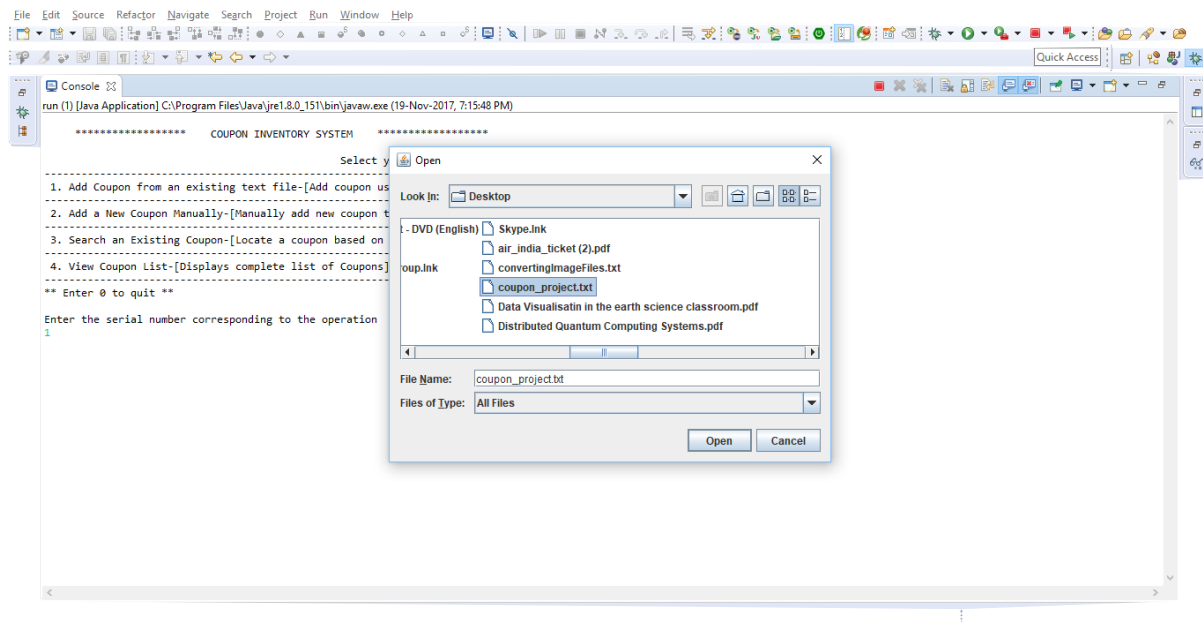 File Edit Source Refactor Navigate Search Project Run Window Help
Quick Access
Console
run (1) [Java Application] C:\Program Files\Java\jre1.8.0_151\bin\javaw.exe (19-Nov-2017, 7:15:48 PM)
****************** COUPON INVENTORY SYSTEM ******************
Select y
1. Add Coupon from an existing text file-[Add coupon us
2. Add a New Coupon Manually-[Manually add new coupon t
3. Search an Existing Coupon-[Locate a coupon based on
4. View Coupon List-[Displays complete list of Coupons]
** Enter 0 to quit **
Enter the serial number corresponding to the operation
1
Open
Look In: Desktop
t - DVD (English) Skype.lnk
air_india_ticket (2).pdf
roup.lnk convertingImageFiles.txt
coupon_project.txt
Data Visualisatin in the earth science classroom.pdf
Distributed Quantum Computing Systems.pdf
File Name: coupon_project.txt
Files of Type: All Files
Open Cancel